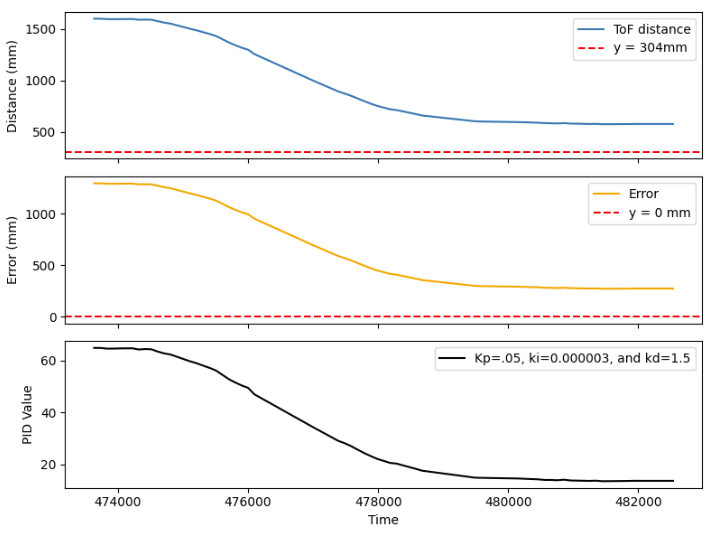 1500
1000
500
Distance (mm)
ToF distance
y = 304mm
1000
500
0
Error (mm)
Error
y = 0 mm
60
40
20
PID Value
Kp=.05, ki=0.000003, and kd=1.5
474000 476000 478000 480000 482000
Time